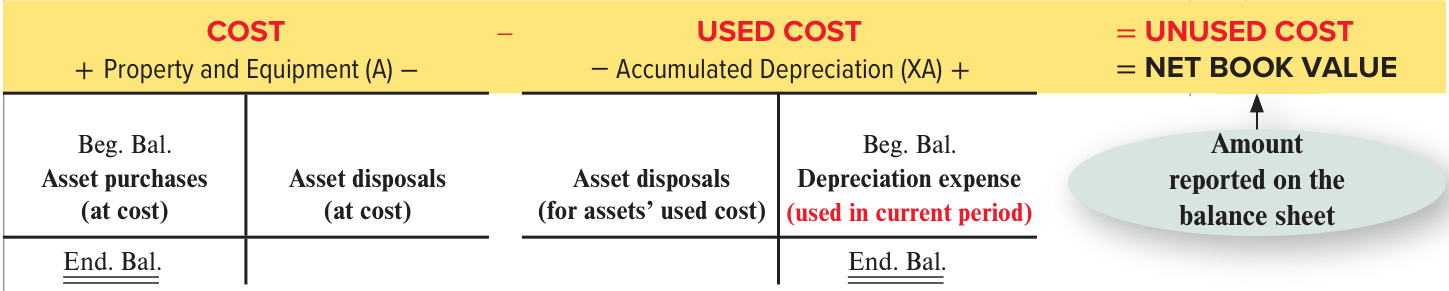 COST – USED COST = UNUSED COST
+ Property and Equipment (A) – – Accumulated Depreciation (XA) + = NET BOOK VALUE
Beg. Bal.
Asset purchases
(at cost)
Asset disposals
(at cost)
End. Bal.
Asset disposals
(for assets’ used cost)
Beg. Bal.
Depreciation expense
(used in current period)
End. Bal.
Amount
reported on the
balance sheet